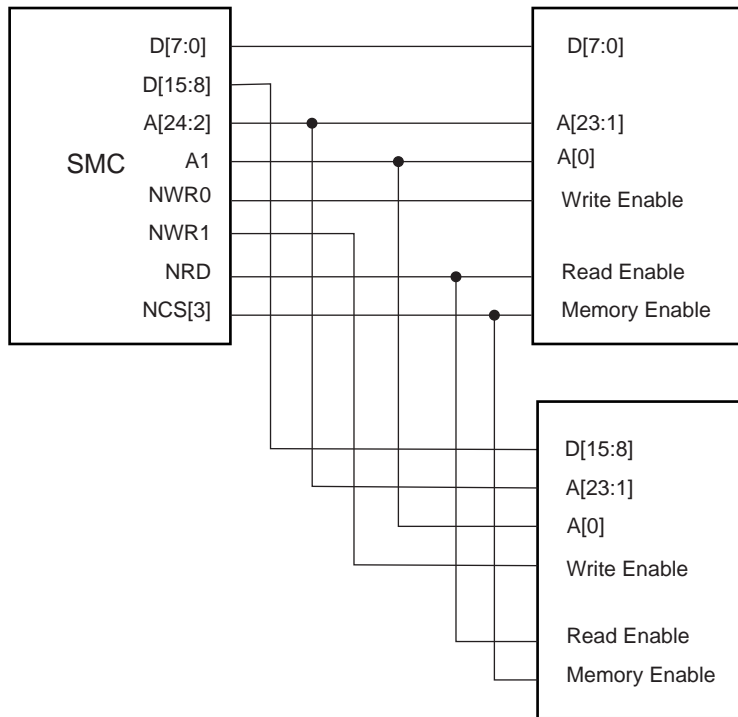 D[7:0] D[7:0]
D[15:8]
A[24:2] A[23:1]
SMC A1 A[0]
NWR0 Write Enable
NWR1
NRD Read Enable
NCS[3] Memory Enable
D[15:8]
A[23:1]
A[0]
Write Enable
Read Enable
Memory Enable